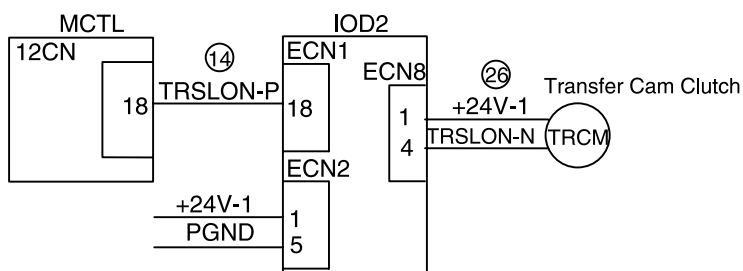 MCTL
IOD2
12CN
14
ECN1
ECN8
26
Transfer Cam Clutch
18
TRSLON-P
18
1
+24V-1
4
TRSLON-N
TRCM
ECN2
+24V-1
1
PGND
5